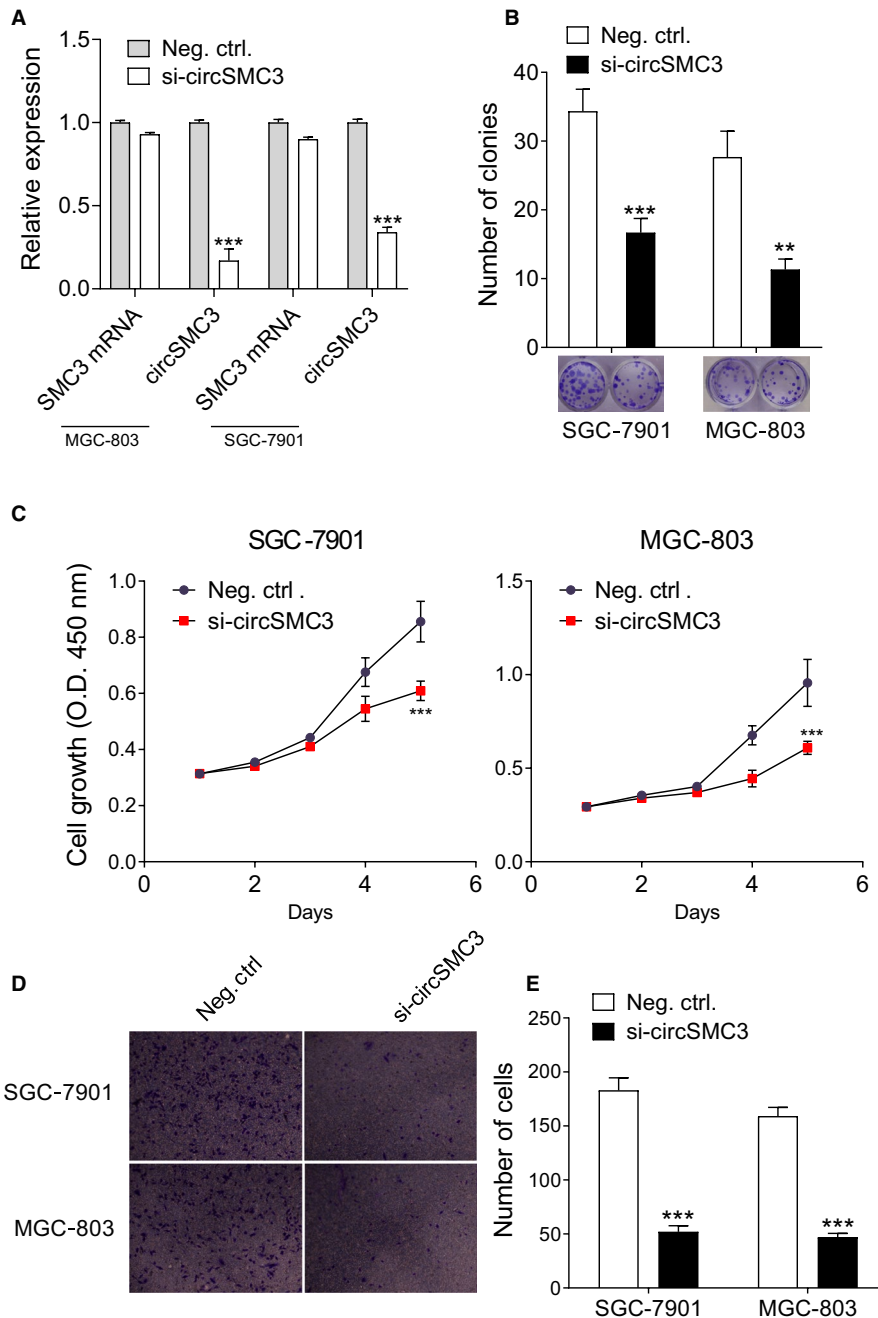 A
Neg. ctrl.
si-circSMC3
Relative expression
1.5
1.0
0.5
0.0
***
***
SMC3 mRNA
circSMC3
SMC3 mRNA
circSMC3
MGC-803
SGC-7901
B
Neg. ctrl.
si-circSMC3
Number of clonies
40
30
20
10
0
***
**
SGC-7901
MGC-803
C
SGC-7901
Neg. ctrl .
si-circSMC3
Cell growth (O.D. 450 nm)
1.0
0.8
0.6
0.4
0.2
0.0
***
0 2 4 6
Days
MGC-803
Neg. ctrl .
si-circSMC3
1.5
1.0
0.5
0.0
***
0 2 4 6
Days
D
Neg. ctrl
si-circSMC3
SGC-7901
MGC-803
E
Neg. ctrl.
si-circSMC3
Number of cells
250
200
150
100
50
0
***
***
SGC-7901
MGC-803